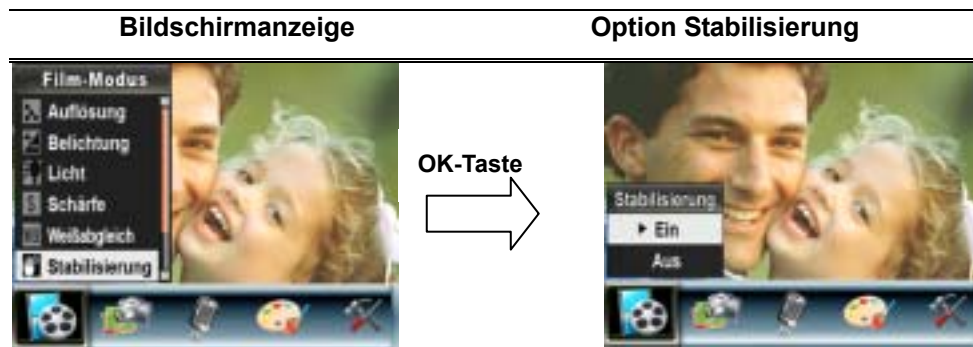 Bildschirmanzeige
Option Stabilisierung
Film-Modus
Auflösung
Belichtung
Licht
Schärfe
Weißabgleich
Stabilisierung
OK-Taste
Stabilisierung
Ein
Aus